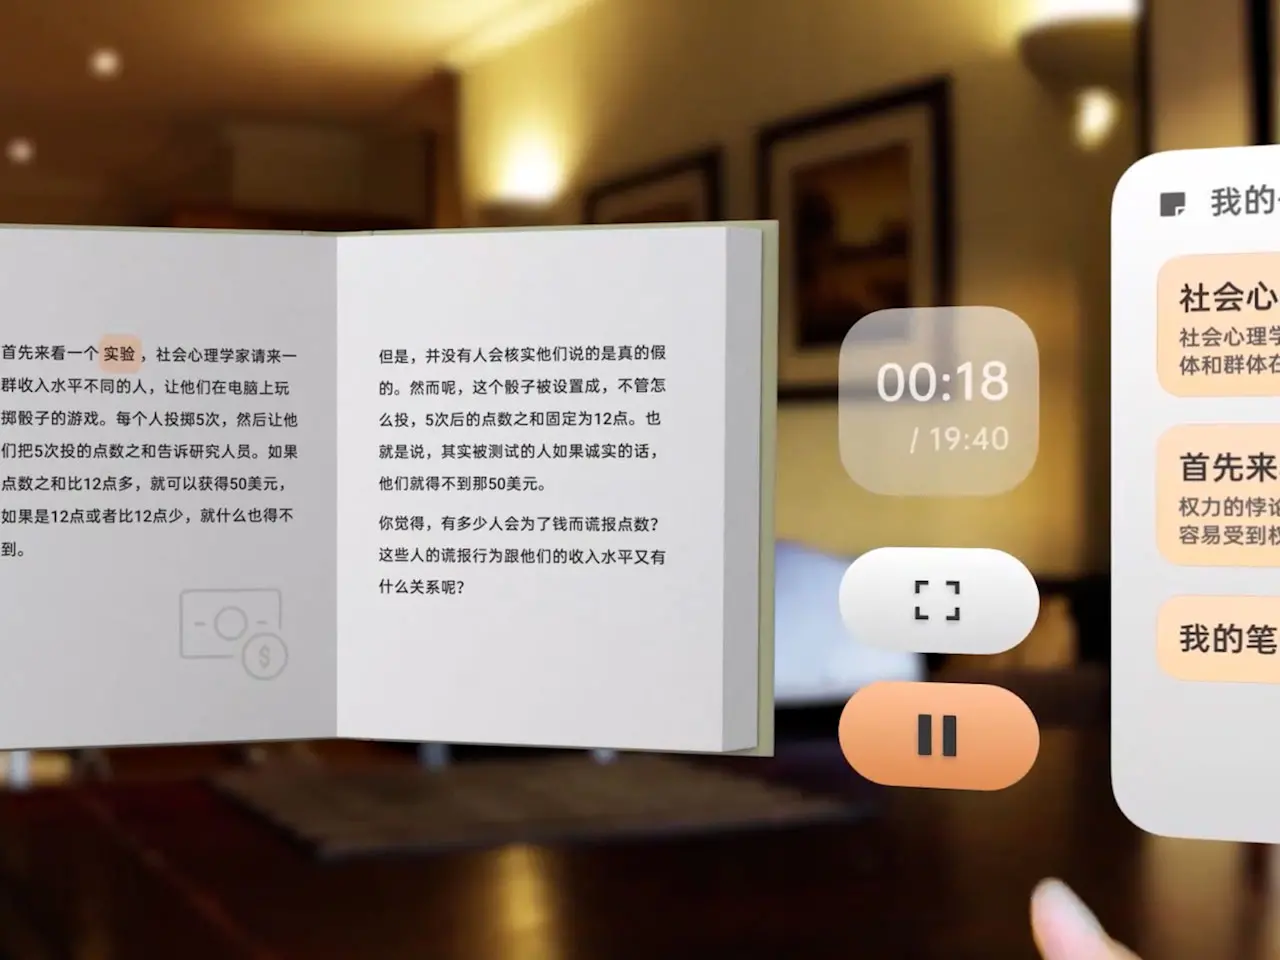 首先来看一个 实验 ，社会心理学家请来一
群收入水平不同的人，让他们在电脑上玩
掷骰子的游戏。每个人投掷5次，然后让他
们把5次投的点数之和告诉研究人员。如果
点数之和比12点多，就可以获得50美元，
如果是12点或者比12点少，就什么也得不
到。
但是，并没有人会核实他们说的是真的假
的。然而呢，这个骰子被设置成，不管怎
么投，5次后的点数之和固定为12点。也
就是说，其实被测试的人如果诚实的话，
他们就得不到那50美元。
你觉得，有多少人会为了钱而谎报点数？
这些人的谎报行为跟他们的收入水平又有
什么关系呢？
$
00:18
/ 19:40
我的
社会心
社会心理学
体和群体在
首先来
权力的悖论
容易受到权
我的笔